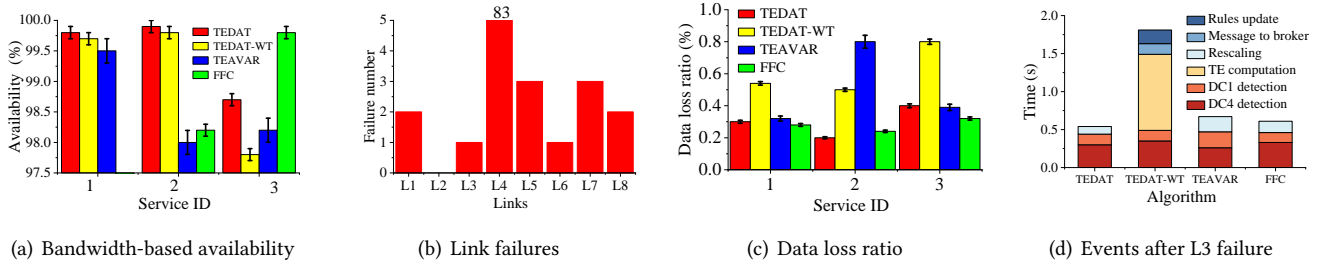 100.0
99.5
99.0
98.5
98.0
97.5
Availability (%)
TEDAT
TEDAT-WT
TEAVAR
FFC
1 2 3
Service ID
(a) Bandwidth-based availability
83
5
4
3
2
1
0
Failure number
L1 L2 L3 L4 L5 L6 L7 L8
Links
(b) Link failures
1.0
0.8
0.6
0.4
0.2
0.0
Data loss ratio (%)
TEDAT
TEDAT-WT
TEAVAR
FFC
1 2 3
Service ID
(c) Data loss ratio
2.0
1.5
1.0
0.5
0.0
Time (s)
Rules update
Message to broker
Rescaling
TE computation
DC1 detection
DC4 detection
TEDAT TEDAT-WT TEAVAR FFC
Algorithm
(d) Events after L3 failure